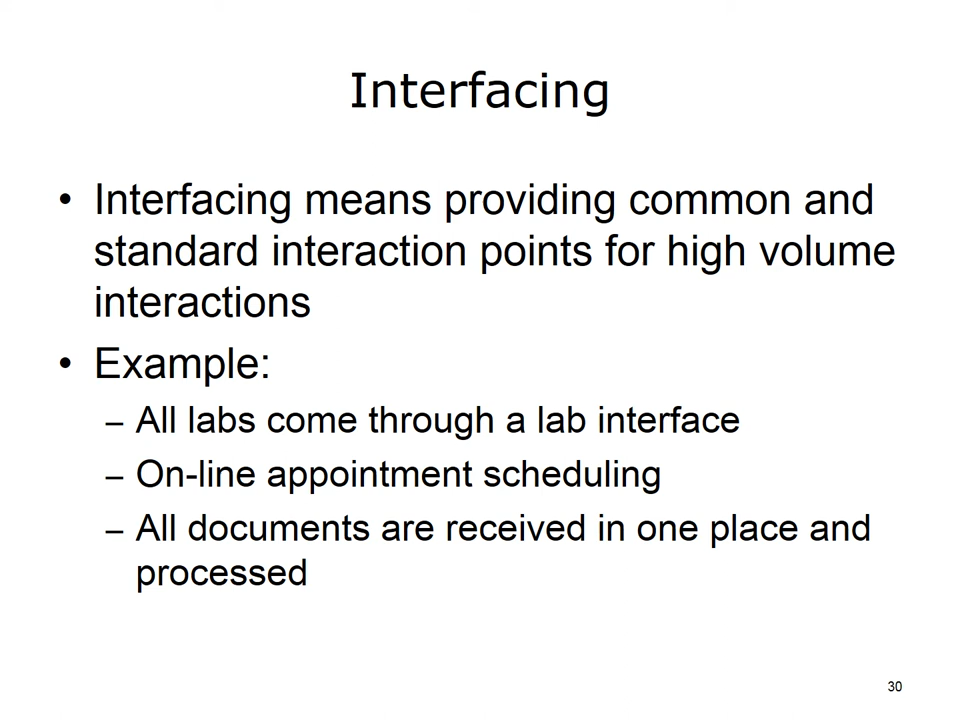 Interfacing
• Interfacing means providing common and
standard interaction points for high volume
interactions
• Example:
– All labs come through a lab interface
– On-line appointment scheduling
– All documents are received in one place and
processed
30